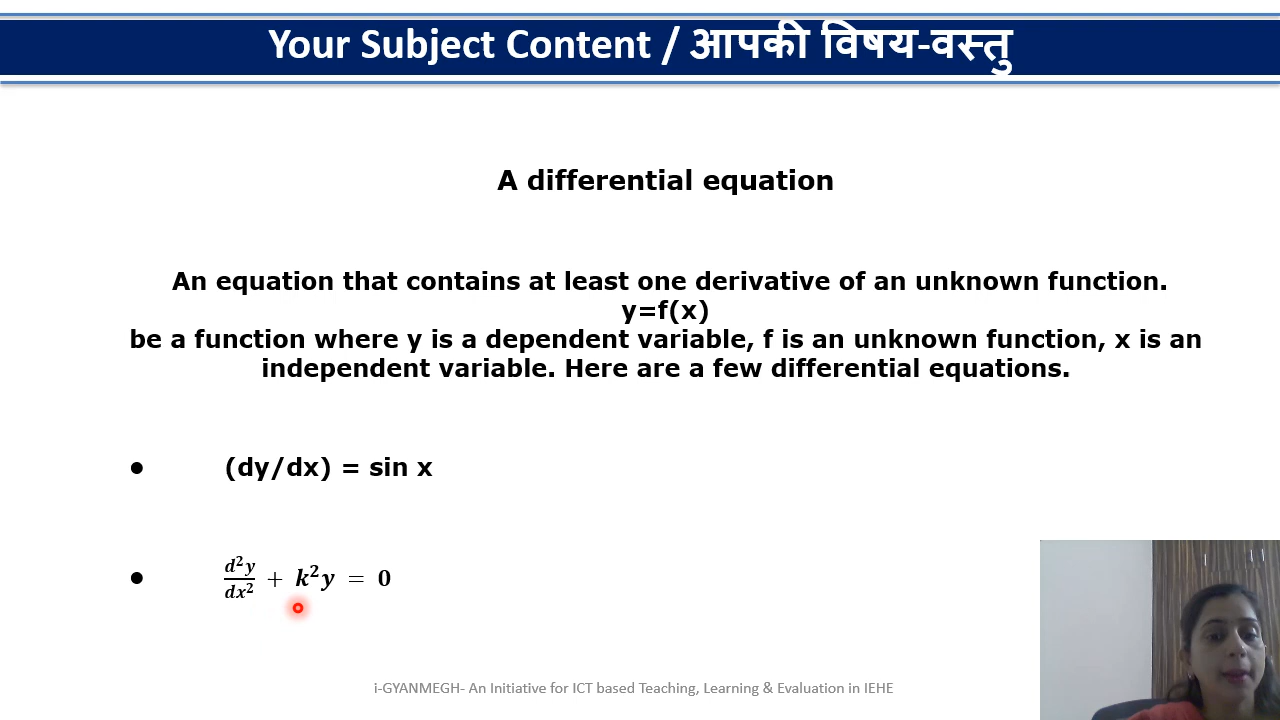 Your Subject Content / आपकी विषय-वस्तु
A differential equation
An equation that contains at least one derivative of an unknown function.
y=f(x)
be a function where y is a dependent variable, f is an unknown function, x is an
independent variable. Here are a few differential equations.
● (dy/dx) = sin x
● d²y/dx² + k²y = 0
i-GYANMEGH- An Initiative for ICT based Teaching, Learning & Evaluation in IEHE